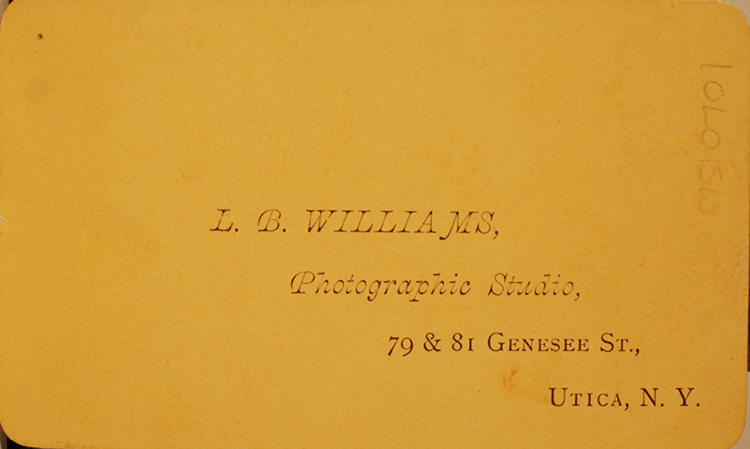 L. B. WILLIAMS,
Photographic Studio,
79 & 81 GENESEE ST.,
UTICA, N. Y.